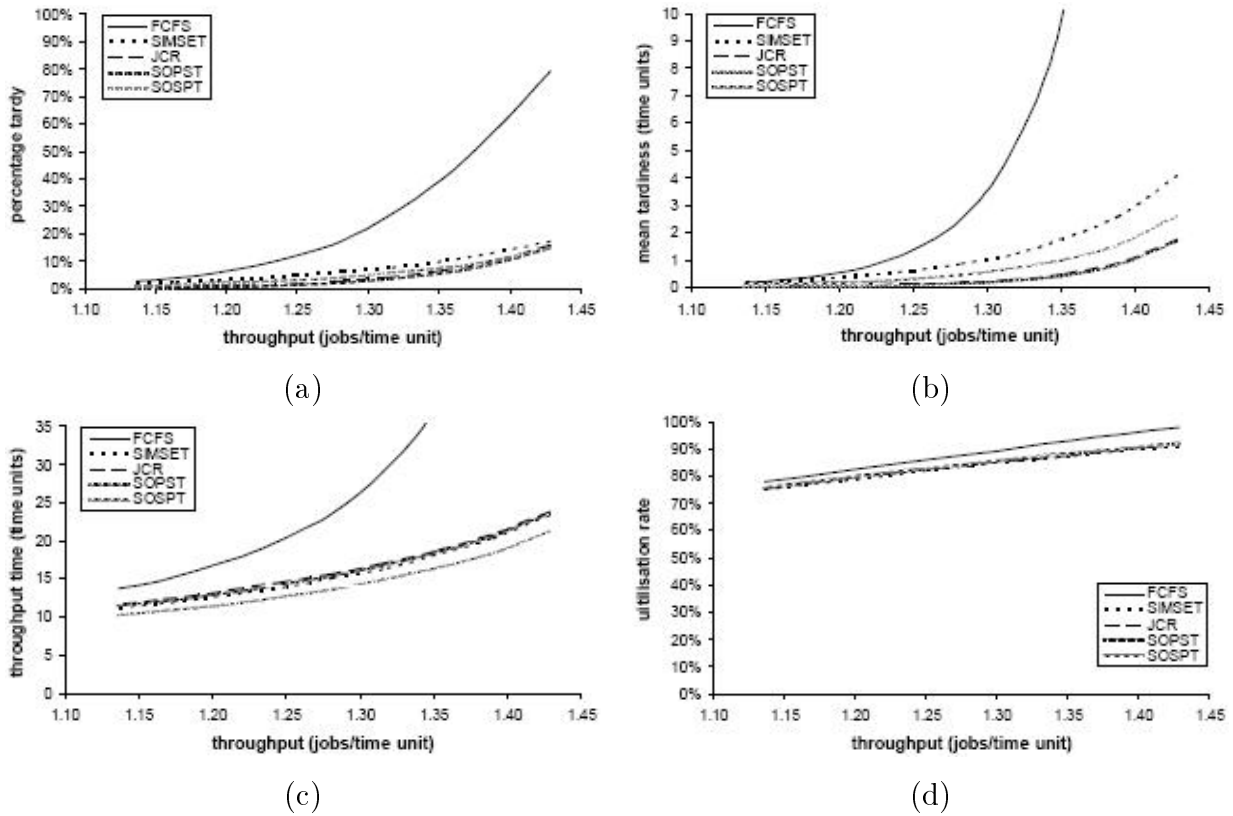 100%
90%
80%
70%
60%
50%
40%
30%
20%
10%
0%
percentage tardy
FCFS
SIMSET
JCR
SOPST
SOSPT
1.10 1.15 1.20 1.25 1.30 1.35 1.40 1.45
throughput (jobs/time unit)
(a)
10
9
8
7
6
5
4
3
2
1
0
mean tardiness (time units)
FCFS
SIMSET
JCR
SOPST
SOSPT
1.10 1.15 1.20 1.25 1.30 1.35 1.40 1.45
throughput (jobs/time unit)
(b)
35
30
25
20
15
10
5
0
throughput time (time units)
FCFS
SIMSET
JCR
SOPST
SOSPT
1.10 1.15 1.20 1.25 1.30 1.35 1.40 1.45
throughput (jobs/time unit)
(c)
100%
90%
80%
70%
60%
50%
40%
30%
20%
10%
0%
uitilisation rate
FCFS
SIMSET
JCR
SOPST
SOSPT
1.10 1.15 1.20 1.25 1.30 1.35 1.40 1.45
throughput (jobs/time unit)
(d)